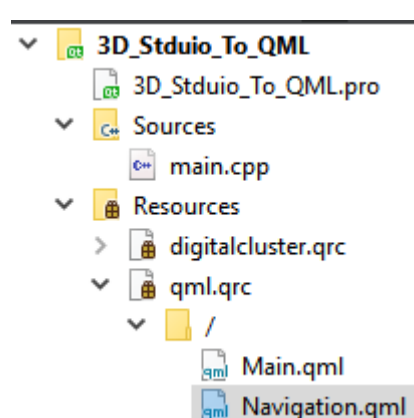 3D_Stduio_To_QML
3D_Stduio_To_QML.pro
Sources
main.cpp
Resources
digitalcluster.qrc
qml.qrc
/
Main.qml
Navigation.qml